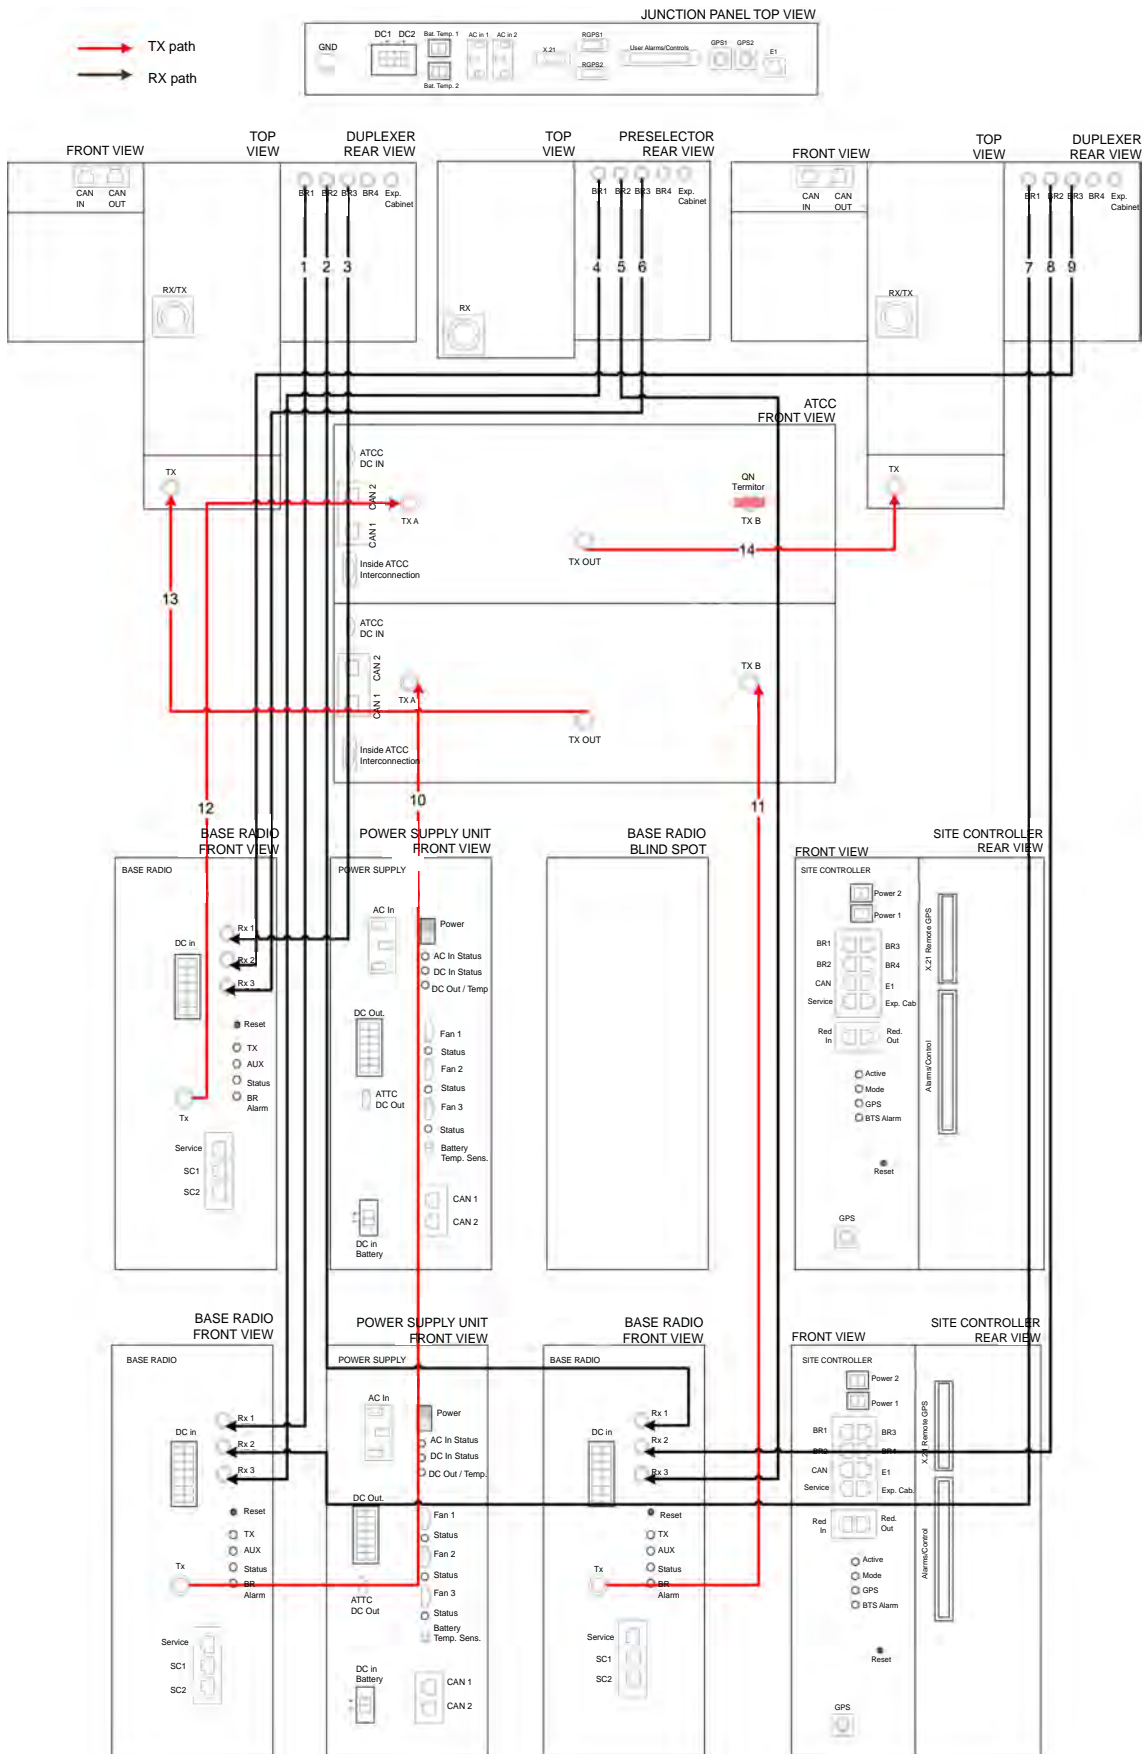 JUNCTION PANEL TOP VIEW
TX path
RX path
GND
DC1 DC2
Bat. Temp. 1
Bat. Temp. 2
AC in 1
AC in 2
X.21
RGPS1
RGPS2
User Alarms/Controls
GPS1
GPS2
E1
FRONT VIEW
TOP
VIEW
DUPLEXER
REAR VIEW
CAN
IN
CAN
OUT
BR1
BR2
BR3
BR4
Exp.
Cabinet
RX/TX
TX
1
2
3
TOP
VIEW
PRESELECTOR
REAR VIEW
BR1
BR2
BR3
BR4
Exp.
Cabinet
RX
4
5
6
FRONT VIEW
TOP
VIEW
DUPLEXER
REAR VIEW
CAN
IN
CAN
OUT
BR1
BR2
BR3
BR4
Exp.
Cabinet
RX/TX
TX
7
8
9
ATCC
FRONT VIEW
ATCC
DC IN
CAN 2
CAN 1
TX A
QN
Termitor
TX B
TX OUT
14
Inside ATCC
Interconnection
13
ATCC
DC IN
CAN 2
CAN 1
TX A
TX B
TX OUT
Inside ATCC
Interconnection
12
10
11
BASE RADIO
FRONT VIEW
BASE RADIO
Rx 1
Rx 2
Rx 3
DC in
Reset
TX
AUX
Status
BR
Alarm
Tx
Service
SC1
SC2
POWER SUPPLY UNIT
FRONT VIEW
POWER SUPPLY
AC In
Power
AC In Status
DC In Status
DC Out / Temp
DC Out.
Fan 1
Status
Fan 2
Status
Fan 3
Status
ATTC
DC Out
Battery
Temp. Sens.
CAN 1
CAN 2
DC in
Battery
BASE RADIO
BLIND SPOT
SITE CONTROLLER
REAR VIEW
FRONT VIEW
SITE CONTROLLER
Power 2
Power 1
BR1
BR3
BR2
BR4
CAN
E1
Service
Exp. Cab
Red
In
Red.
Out
Active
Mode
GPS
BTS Alarm
Reset
GPS
X.21 Remote GPS
Alarms/Control
BASE RADIO
FRONT VIEW
BASE RADIO
Rx 1
Rx 2
Rx 3
DC in
Reset
TX
AUX
Status
BR
Alarm
Tx
Service
SC1
SC2
POWER SUPPLY UNIT
FRONT VIEW
POWER SUPPLY
AC In
Power
AC In Status
DC In Status
DC Out / Temp.
DC Out.
Fan 1
Status
Fan 2
Status
Fan 3
Status
ATTC
DC Out
Battery
Temp. Sens.
DC in
Battery
CAN 1
CAN 2
BASE RADIO
FRONT VIEW
BASE RADIO
Rx 1
Rx 2
Rx 3
DC in
Reset
TX
AUX
Status
BR
Alarm
Tx
Service
SC1
SC2
SITE CONTROLLER
REAR VIEW
FRONT VIEW
SITE CONTROLLER
Power 2
Power 1
BR1
BR3
BR2
BR4
CAN
E1
Service
Exp. Cab.
Red
In
Red.
Out
Active
Mode
GPS
BTS Alarm
Reset
GPS
X.21 Remote GPS
Alarms/Control